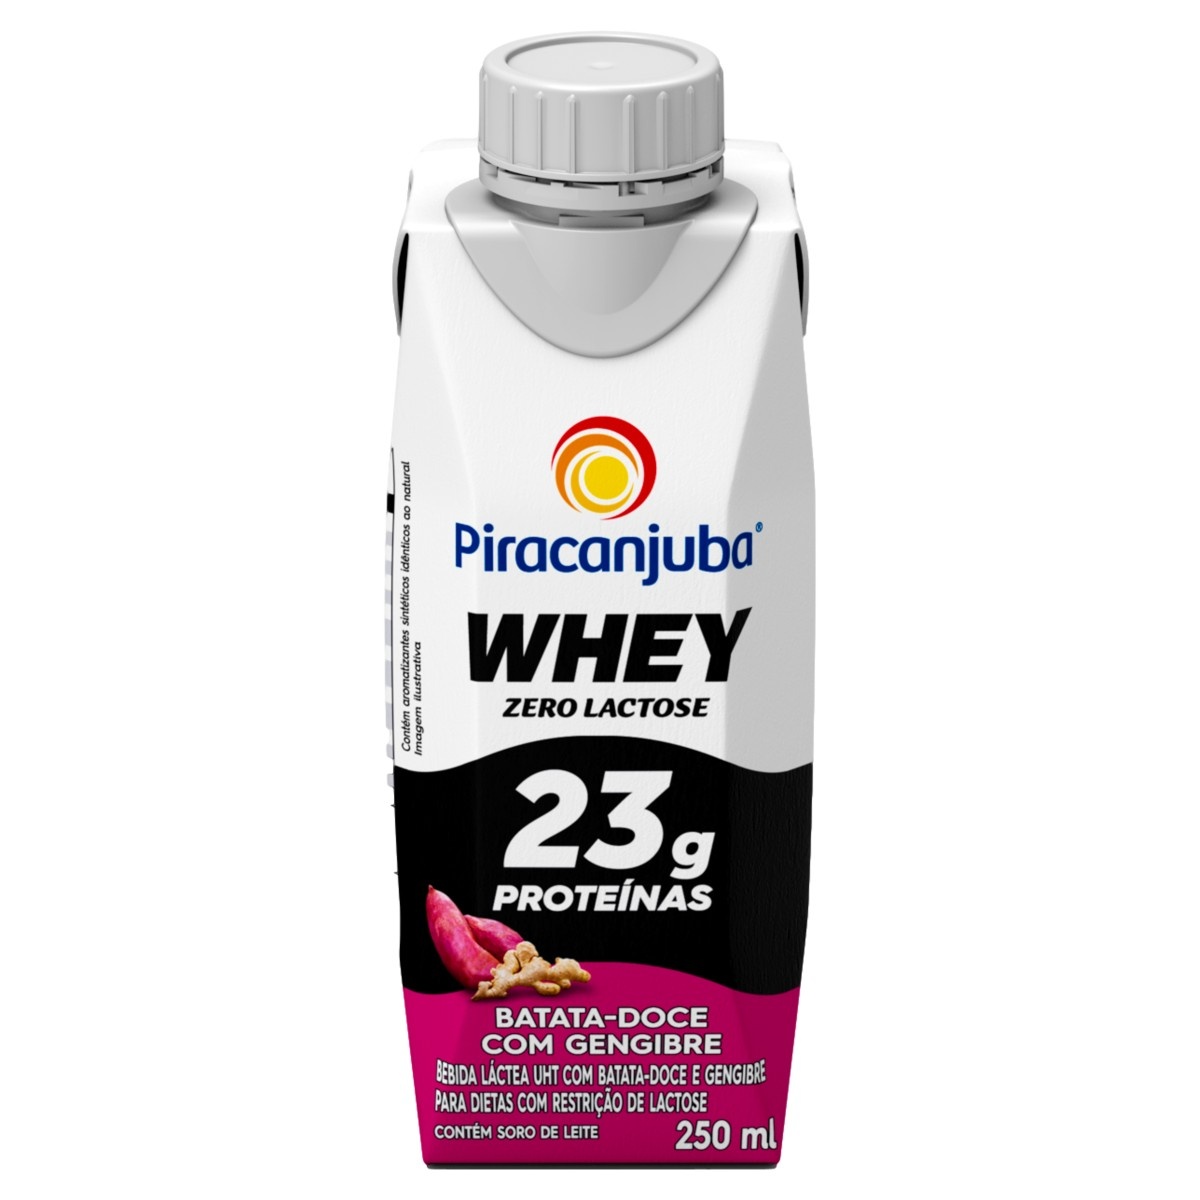 Piracanjuba®
WHEY
ZERO LACTOSE
23g
PROTEÍNAS
BATATA-DOCE
COM GENGIBRE
BEBIDA LÁCTEA UHT COM BATATA-DOCE E GENGIBRE
PARA DIETAS COM RESTRIÇÃO DE LACTOSE
CONTÉM SORO DE LEITE
250 ml
Contém aromatizantes sintéticos idênticos ao natural
Imagem ilustrativa